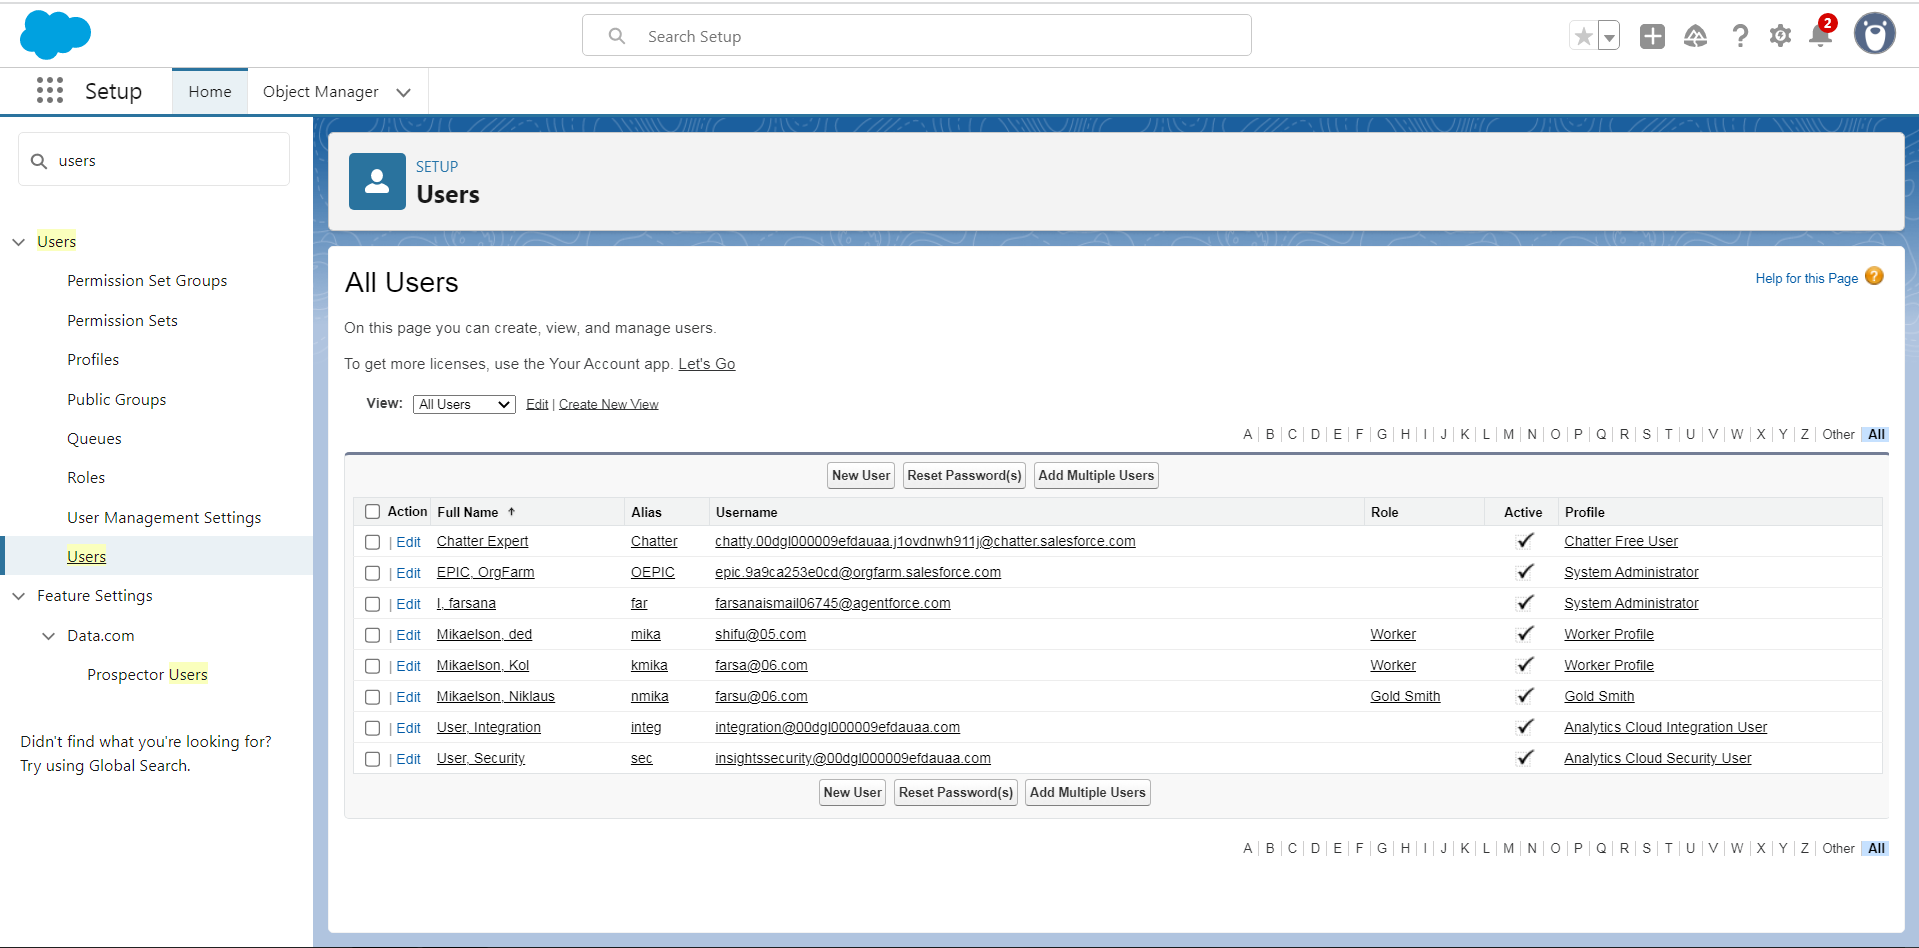 Search Setup
2
Setup
Home
Object Manager
users
Users
Permission Set Groups
Permission Sets
Profiles
Public Groups
Queues
Roles
User Management Settings
Users
Feature Settings
Data.com
Prospector Users
Didn't find what you're looking for?
Try using Global Search.
SETUP
Users
All Users
Help for this Page
On this page you can create, view, and manage users.
To get more licenses, use the Your Account app. Let's Go
View: All Users Edit | Create New View
A | B | C | D | E | F | G | H | I | J | K | L | M | N | O | P | Q | R | S | T | U | V | W | X | Y | Z | Other | All
New User Reset Password(s) Add Multiple Users
Action Full Name ↑ Alias Username Role Active Profile
| Edit Chatter Expert Chatter chatty.00dgl000009efdauaa.j1ovdnwh911j@chatter.salesforce.com ✓ Chatter Free User
| Edit EPIC, OrgFarm OEPIC epic.9a9ca253e0cd@orgfarm.salesforce.com ✓ System Administrator
| Edit I, farsana far farsanaismail06745@agentforce.com ✓ System Administrator
| Edit Mikaelson, ded mika shifu@05.com Worker ✓ Worker Profile
| Edit Mikaelson, Kol kmika farsa@06.com Worker ✓ Worker Profile
| Edit Mikaelson, Niklaus nmika farsu@06.com Gold Smith ✓ Gold Smith
| Edit User, Integration integ integration@00dgl000009efdauaa.com ✓ Analytics Cloud Integration User
| Edit User, Security sec insightssecurity@00dgl000009efdauaa.com ✓ Analytics Cloud Security User
New User Reset Password(s) Add Multiple Users
A | B | C | D | E | F | G | H | I | J | K | L | M | N | O | P | Q | R | S | T | U | V | W | X | Y | Z | Other | All